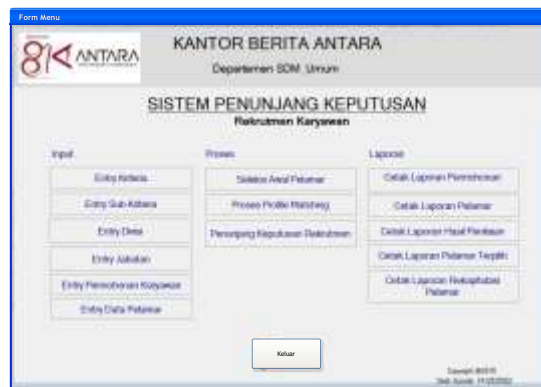 Form Menu
ANTARA
KANTOR BERITA ANTARA
Departemen SDM Umum
SISTEM PENUNJANG KEPUTUSAN
Rekrutmen Karyawan
Input
Entry Kriteria
Entry Sub Kriteria
Entry Divisi
Entry Jabatan
Entry Permohonan Karyawan
Entry Data Pelamar
Proses
Seleksi Awal Pelamar
Proses Profile Matching
Penunjang Keputusan Rekrutmen
Laporan
Cetak Laporan Permohonan
Cetak Laporan Pelamar
Cetak Laporan Hasil Penilaian
Cetak Laporan Pelamar Terpilih
Cetak Laporan Rekapitulasi
Pelamar
Keluar